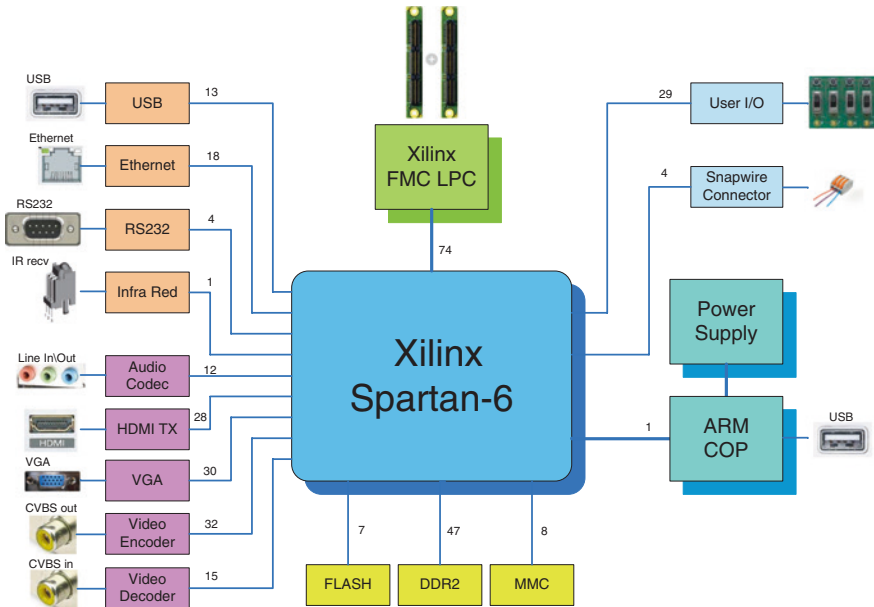 USB
USB
13
Ethernet
Ethernet
18
RS232
RS232
4
IR recv
Infra Red
1
Line In\Out
Audio
Codec
12
HDMI
HDMI TX
28
VGA
VGA
30
CVBS out
Video
Encoder
32
CVBS in
Video
Decoder
15
Xilinx
FMC LPC
74
Xilinx
Spartan-6
29
User I/O
4
Snapwire
Connector
Power
Supply
1
ARM
COP
USB
7
47
8
FLASH
DDR2
MMC